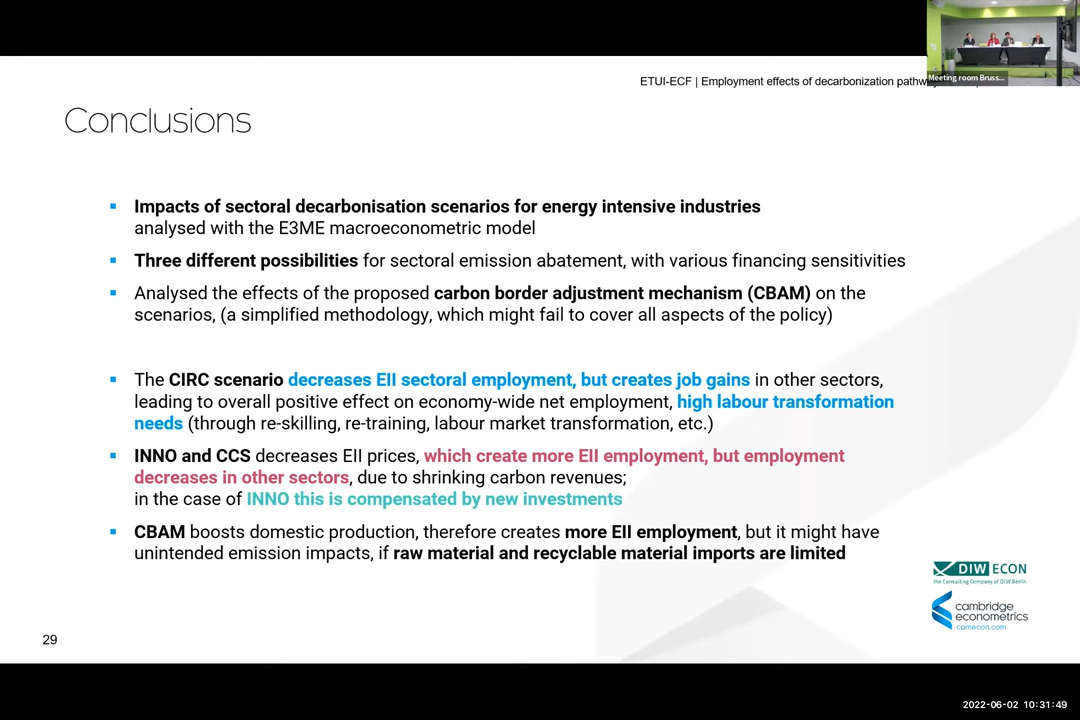 Meeting room Bruss...
ETUI-ECF | Employment effects of decarbonization
Conclusions
▪ Impacts of sectoral decarbonisation scenarios for energy intensive industries
analysed with the E3ME macroeconometric model
▪ Three different possibilities for sectoral emission abatement, with various financing sensitivities
▪ Analysed the effects of the proposed carbon border adjustment mechanism (CBAM) on the
scenarios, (a simplified methodology, which might fail to cover all aspects of the policy)
▪ The CIRC scenario decreases EII sectoral employment, but creates job gains in other sectors,
leading to overall positive effect on economy-wide net employment, high labour transformation
needs (through re-skilling, re-training, labour market transformation, etc.)
▪ INNO and CCS decreases EII prices, which create more EII employment, but employment
decreases in other sectors, due to shrinking carbon revenues;
in the case of INNO this is compensated by new investments
▪ CBAM boosts domestic production, therefore creates more EII employment, but it might have
unintended emission impacts, if raw material and recyclable material imports are limited
DIW ECON
the Consulting Company of DIW Berlin
cambridge
econometrics
camecon.com
29
2022-06-02 10:31:49